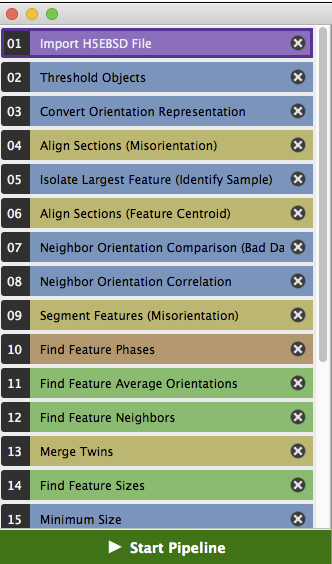 01 Import H5EBSD File
02 Threshold Objects
03 Convert Orientation Representation
04 Align Sections (Misorientation)
05 Isolate Largest Feature (Identify Sample)
06 Align Sections (Feature Centroid)
07 Neighbor Orientation Comparison (Bad Da
08 Neighbor Orientation Correlation
09 Segment Features (Misorientation)
10 Find Feature Phases
11 Find Feature Average Orientations
12 Find Feature Neighbors
13 Merge Twins
14 Find Feature Sizes
15 Minimum Size
Start Pipeline